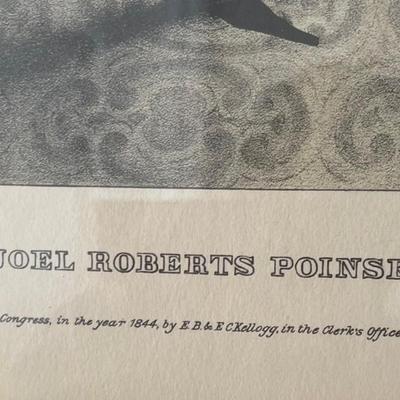 JOEL ROBERTS POINSE
Congress, in the year 1844, by E.B. & E.C. Kellogg, in the Clerk's Office